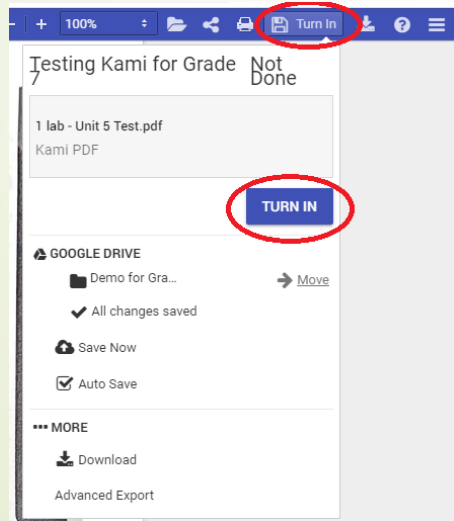 100% Turn In
Testing Kami for Grade 7 Not Done
1 lab - Unit 5 Test.pdf
Kami PDF
TURN IN
GOOGLE DRIVE
Demo for Gra... Move
All changes saved
Save Now
Auto Save
MORE
Download
Advanced Export